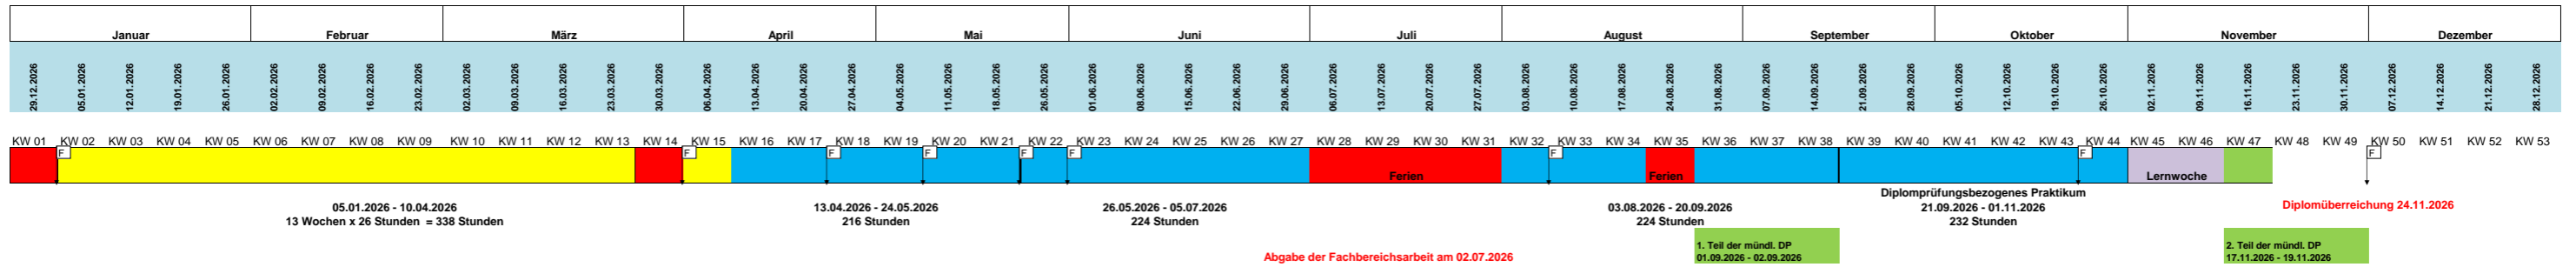 Januar Februar März April Mai Juni Juli August September Oktober November Dezember
29.12.2026 05.01.2026 12.01.2026 19.01.2026 26.01.2026 02.02.2026 09.02.2026 16.02.2026 23.02.2026 02.03.2026 09.03.2026 16.03.2026 23.03.2026 30.03.2026 06.04.2026 13.04.2026 20.04.2026 27.04.2026 04.05.2026 11.05.2026 18.05.2026 26.05.2026 01.06.2026 08.06.2026 15.06.2026 22.06.2026 29.06.2026 06.07.2026 13.07.2026 20.07.2026 27.07.2026 03.08.2026 10.08.2026 17.08.2026 24.08.2026 31.08.2026 07.09.2026 14.09.2026 21.09.2026 28.09.2026 05.10.2026 12.10.2026 19.10.2026 26.10.2026 02.11.2026 09.11.2026 16.11.2026 23.11.2026 30.11.2026 07.12.2026 14.12.2026 21.12.2026 28.12.2026
KW 01 KW 02 KW 03 KW 04 KW 05 KW 06 KW 07 KW 08 KW 09 KW 10 KW 11 KW 12 KW 13 KW 14 KW 15 KW 16 KW 17 KW 18 KW 19 KW 20 KW 21 KW 22 KW 23 KW 24 KW 25 KW 26 KW 27 KW 28 KW 29 KW 30 KW 31 KW 32 KW 33 KW 34 KW 35 KW 36 KW 37 KW 38 KW 39 KW 40 KW 41 KW 42 KW 43 KW 44 KW 45 KW 46 KW 47 KW 48 KW 49 KW 50 KW 51 KW 52 KW 53
F F F F F F F F F
Ferien Ferien Lernwoche
Diplomprüfungsbezogenes Praktikum
05.01.2026 - 10.04.2026 13.04.2026 - 24.05.2026 26.05.2026 - 05.07.2026 03.08.2026 - 20.09.2026 21.09.2026 - 01.11.2026 Diplomüberreichung 24.11.2026
13 Wochen x 26 Stunden = 338 Stunden 216 Stunden 224 Stunden 224 Stunden 232 Stunden
1. Teil der mündl. DP 2. Teil der mündl. DP
Abgabe der Fachbereichsarbeit am 02.07.2026 01.09.2026 - 02.09.2026 17.11.2026 - 19.11.2026